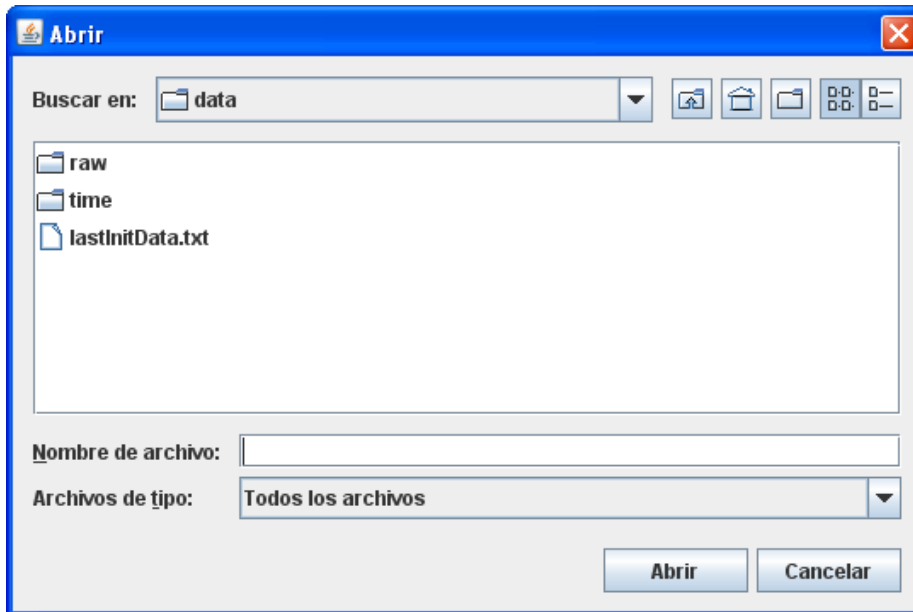 Abrir
Buscar en: data
raw
time
lastInitData.txt
Nombre de archivo:
Archivos de tipo: Todos los archivos
Abrir Cancelar